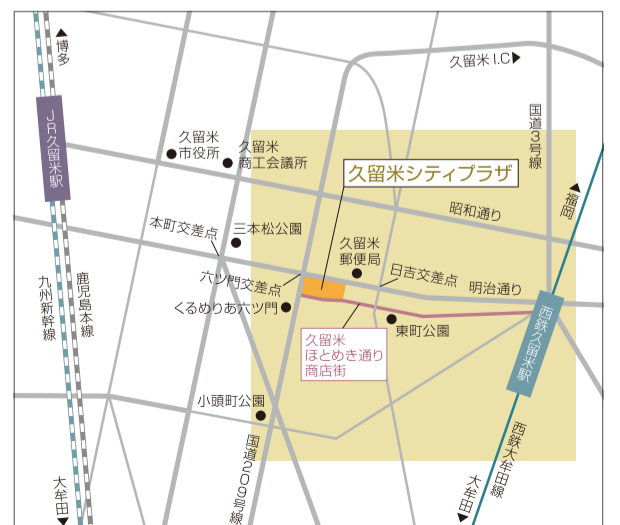 ▲
博多
JR久留米駅
久留米
市役所
久留米
商工会議所
久留米I.C▶
国道3号線
久留米シティプラザ
▲
福岡
昭和通り
本町交差点
三本松公園
久留米
郵便局
六ツ門交差点
日吉交差点
明治通り
くるめりあ六ツ門
九州新幹線
鹿児島本線
西鉄久留米駅
東町公園
久留米
ほとめき通り
商店街
小頭町公園
国道209号線
西鉄大牟田線
大牟田
▼
大牟田
▼